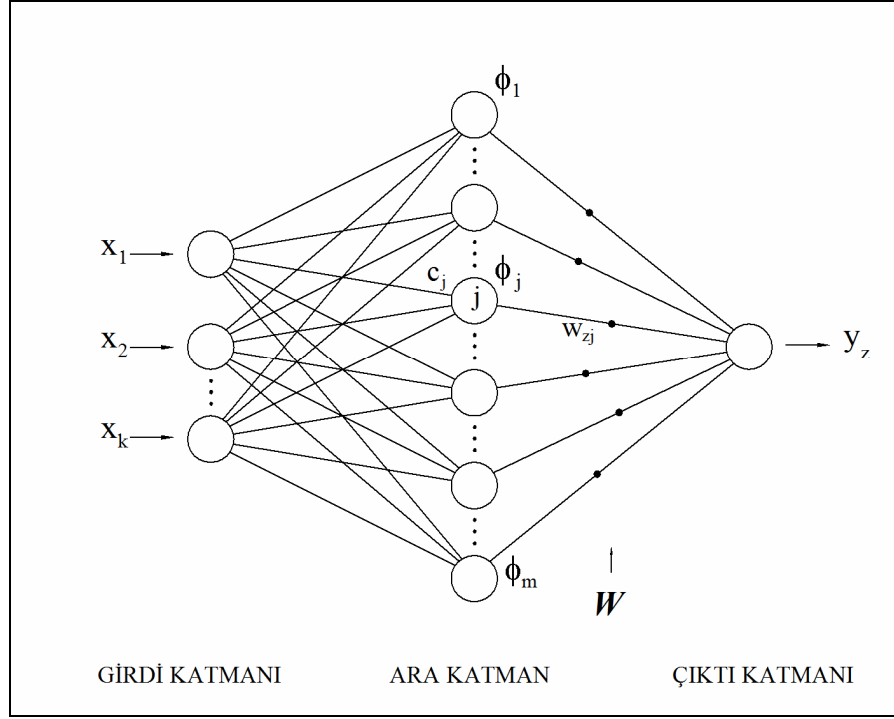 ϕ1
x1
cj
ϕj
j
wzj
x2
yz
xk
ϕm
W
GİRDİ KATMANI
ARA KATMAN
ÇIKTI KATMANI